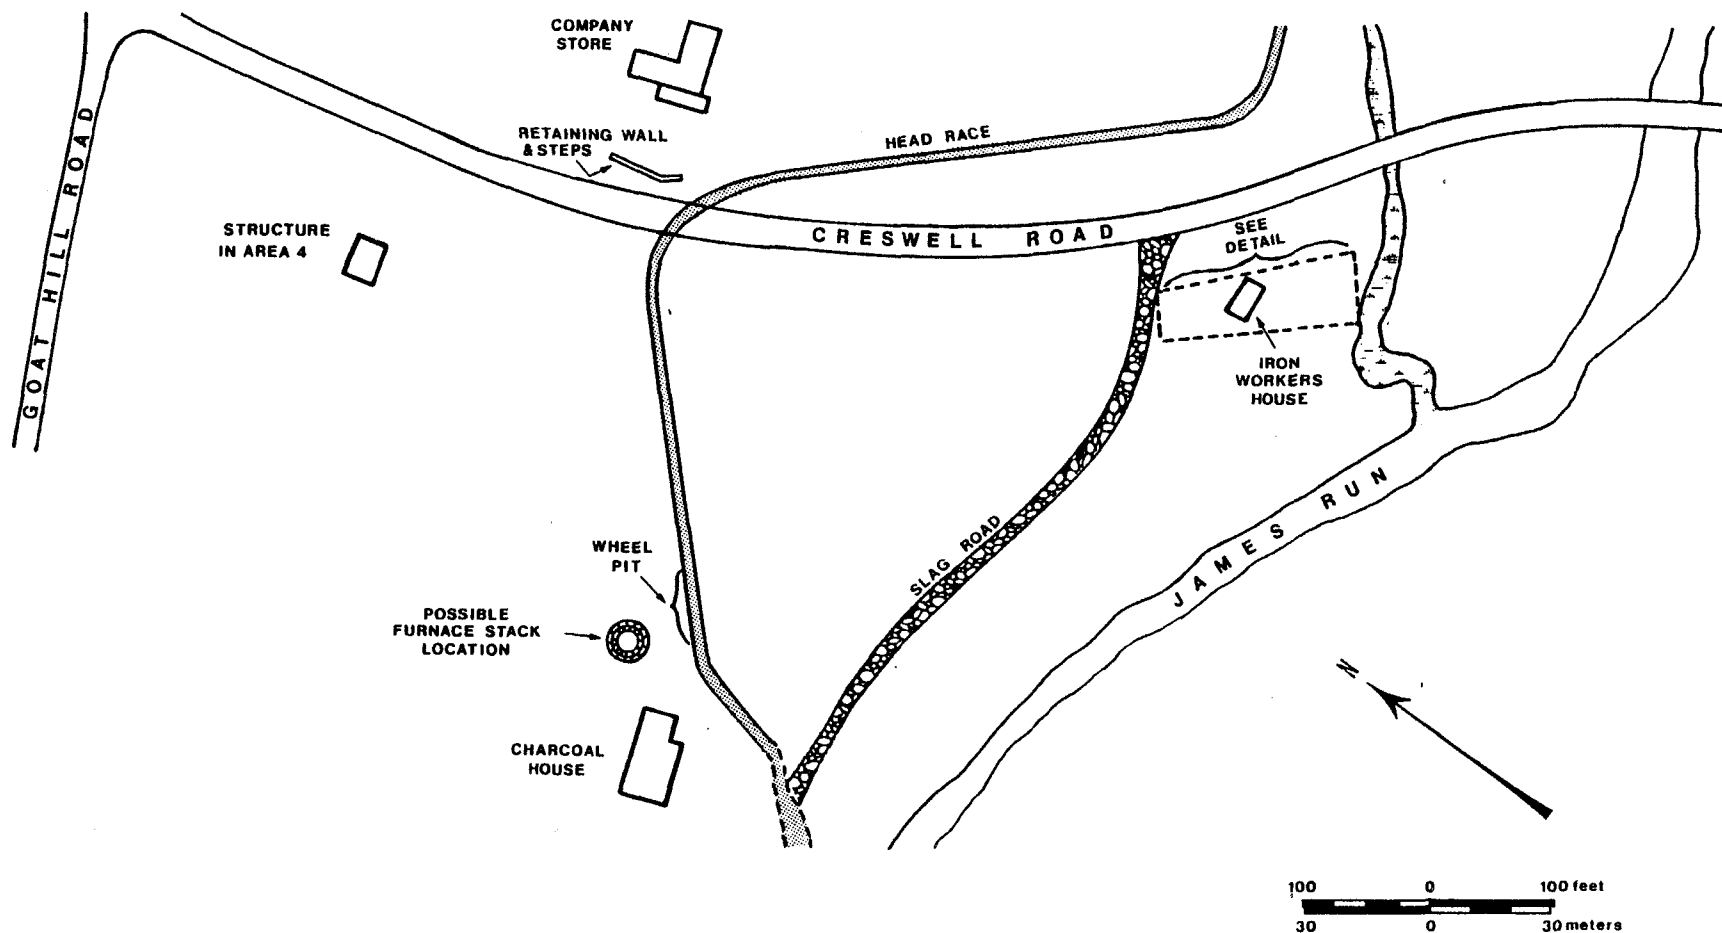 COMPANY
STORE
GOAT HILL ROAD
RETAINING WALL
& STEPS
HEAD RACE
STRUCTURE
IN AREA 4
CRESWELL ROAD
SEE
DETAIL
IRON
WORKERS
HOUSE
JAMES RUN
SLAG ROAD
WHEEL
PIT
POSSIBLE
FURNACE STACK
LOCATION
CHARCOAL
HOUSE
N
100 0 100 feet
30 0 30 meters